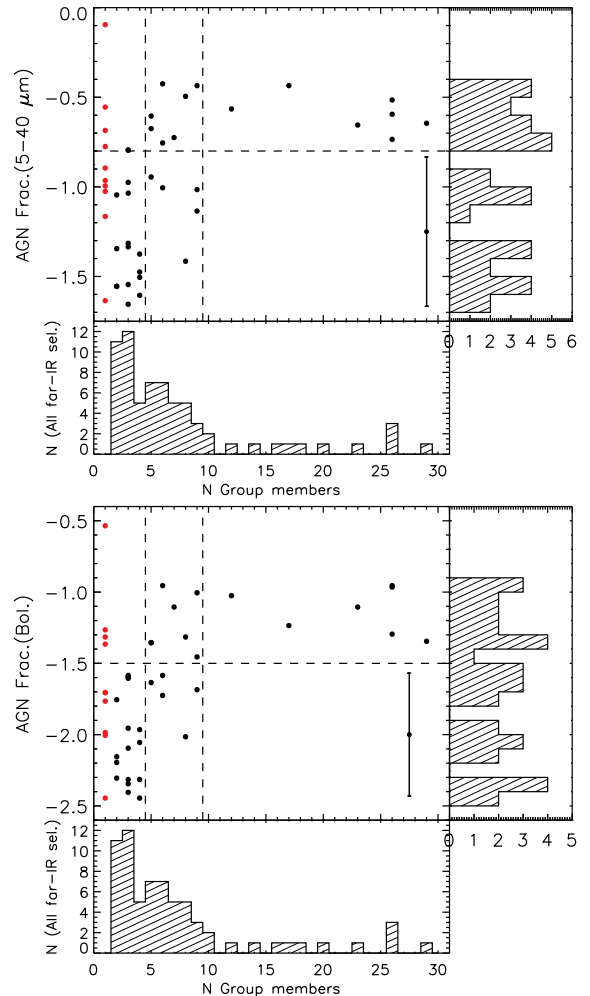 0.0
−0.5
−1.0
−1.5
AGN Frac.(5−40 μm)
0 1 2 3 4 5 6
12
10
8
6
4
2
0
N (All far−IR sel.)
0 5 10 15 20 25 30
N Group members
−0.5
−1.0
−1.5
−2.0
−2.5
AGN Frac.(Bol.)
0 1 2 3 4 5
12
10
8
6
4
2
0
N (All far−IR sel.)
0 5 10 15 20 25 30
N Group members